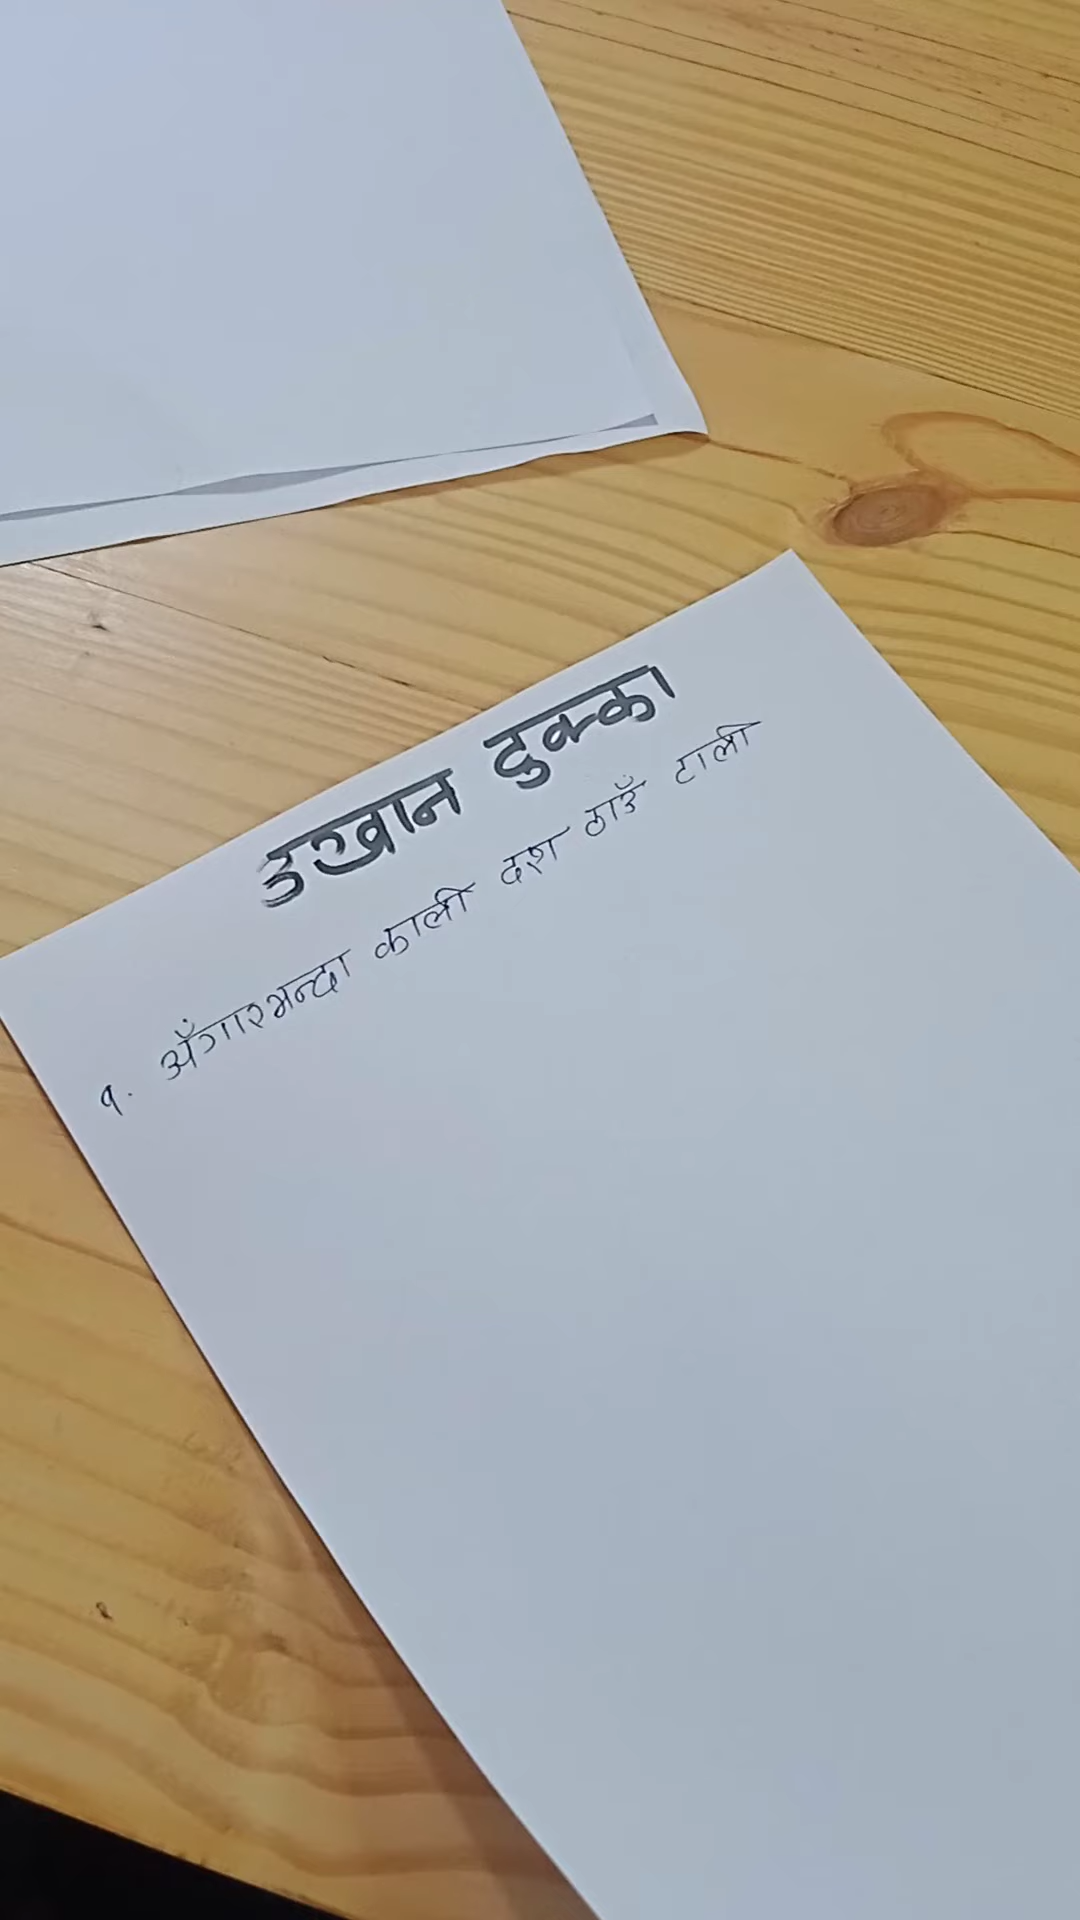 उखान टुक्का
१. अँगारभन्दा काली दश ठाउँ टाली